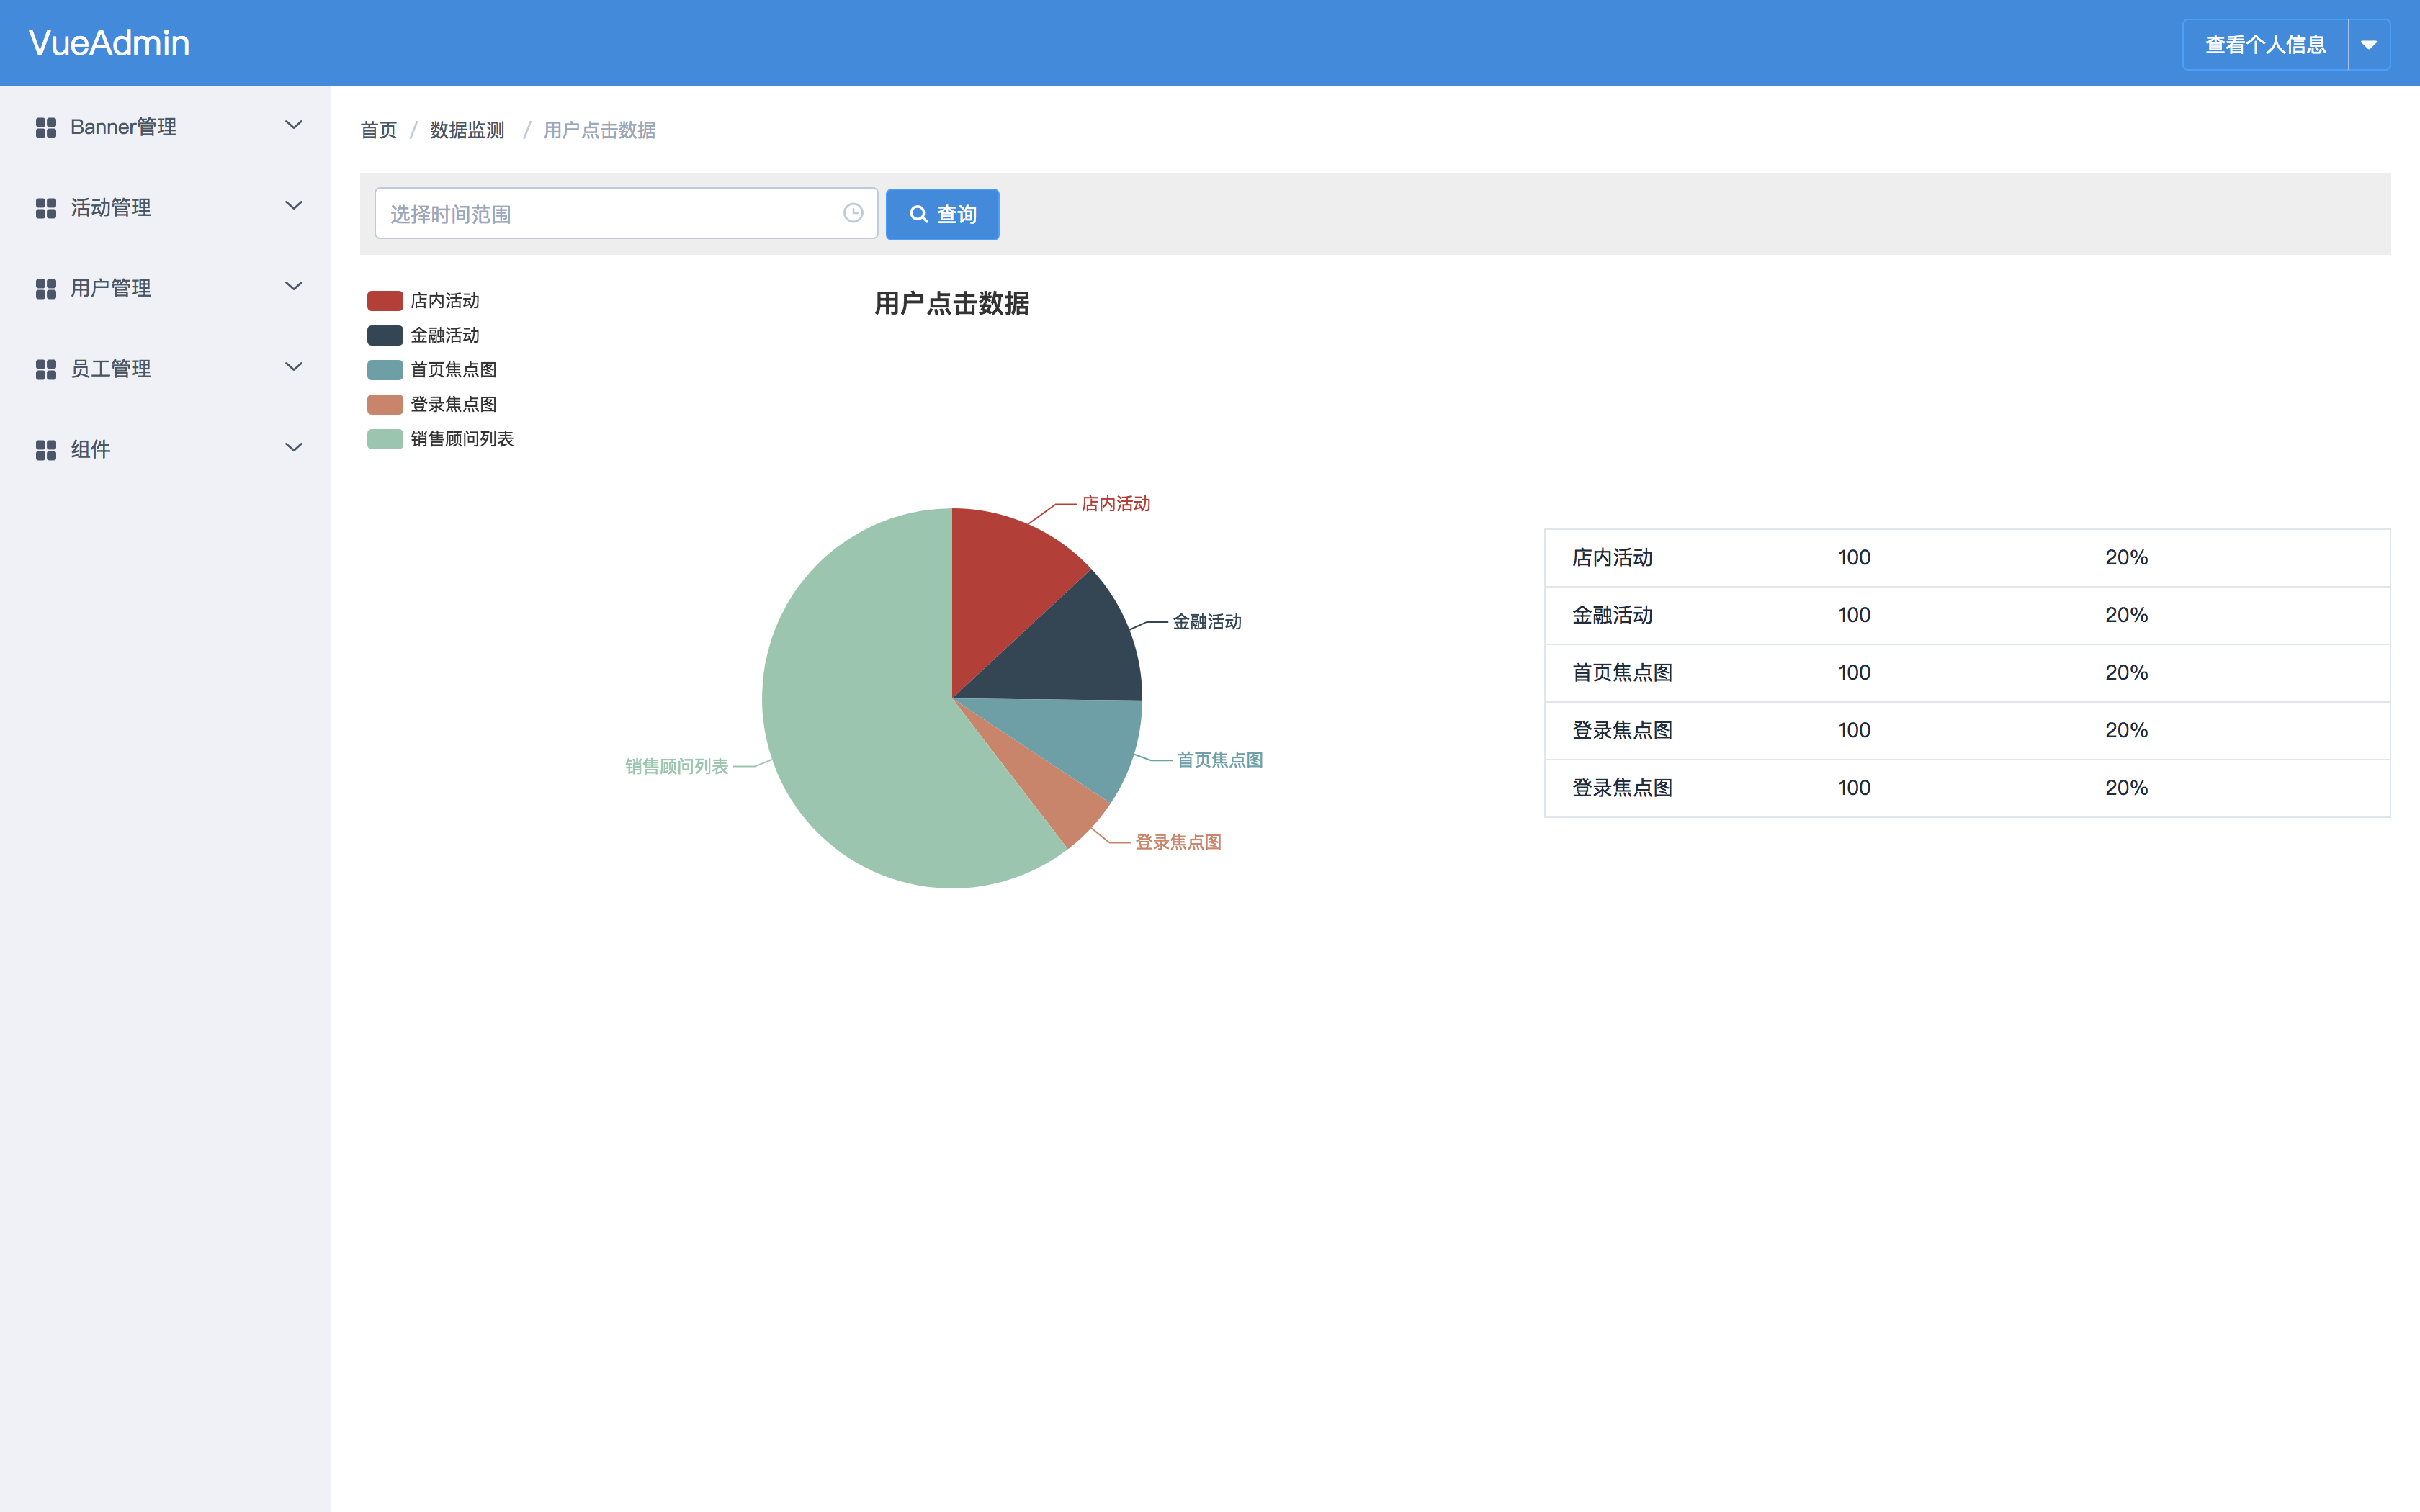 VueAdmin
查看个人信息
Banner管理
活动管理
用户管理
员工管理
组件
首页 / 数据监测 / 用户点击数据
选择时间范围
查询
用户点击数据
店内活动
金融活动
首页焦点图
登录焦点图
销售顾问列表
店内活动
金融活动
首页焦点图
登录焦点图
销售顾问列表
店内活动 100 20%
金融活动 100 20%
首页焦点图 100 20%
登录焦点图 100 20%
登录焦点图 100 20%